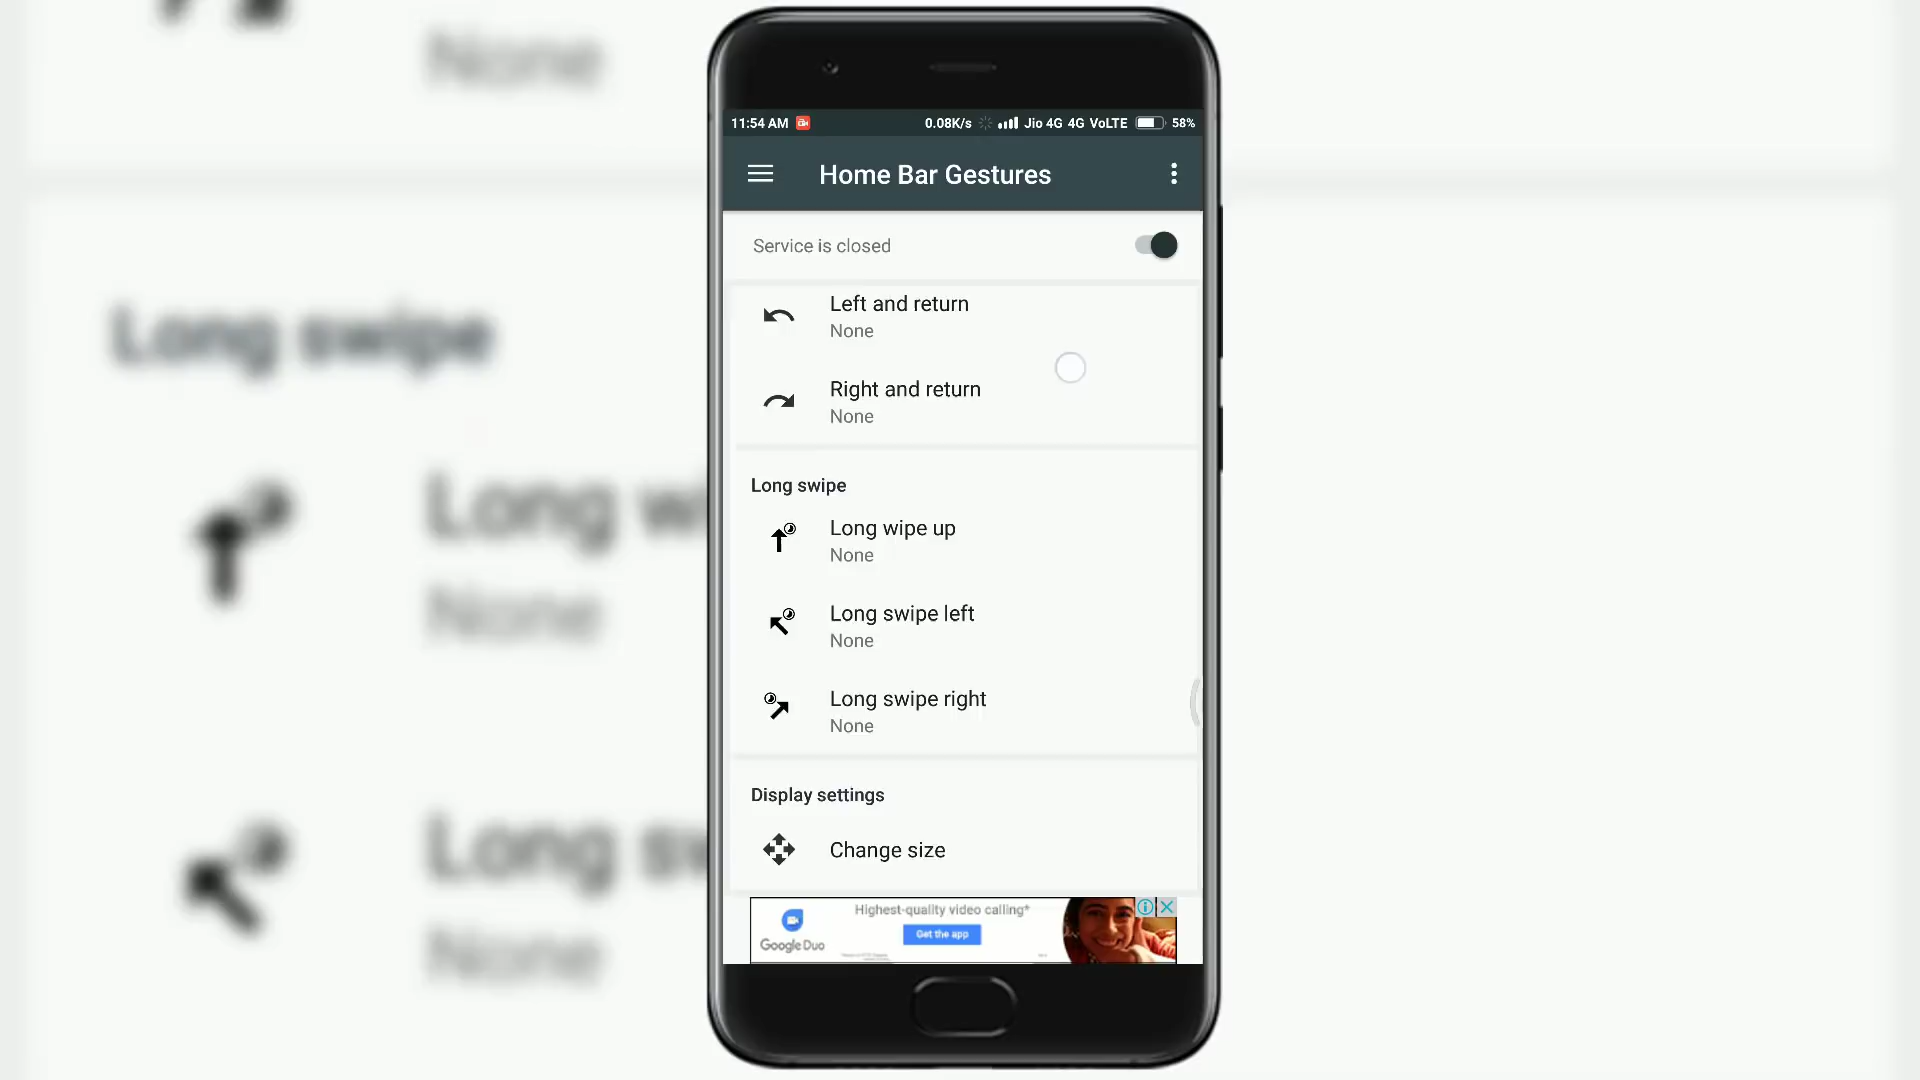 None
Long swipe
Long wi
None
Long sw
None
11:54 AM 0.08K/s Jio 4G 4G VoLTE 58%
Home Bar Gestures
Service is closed
Left and return
None
Right and return
None
Long swipe
Long wipe up
None
Long swipe left
None
Long swipe right
None
Display settings
Change size
Highest-quality video calling*
Get the app
Google Duo